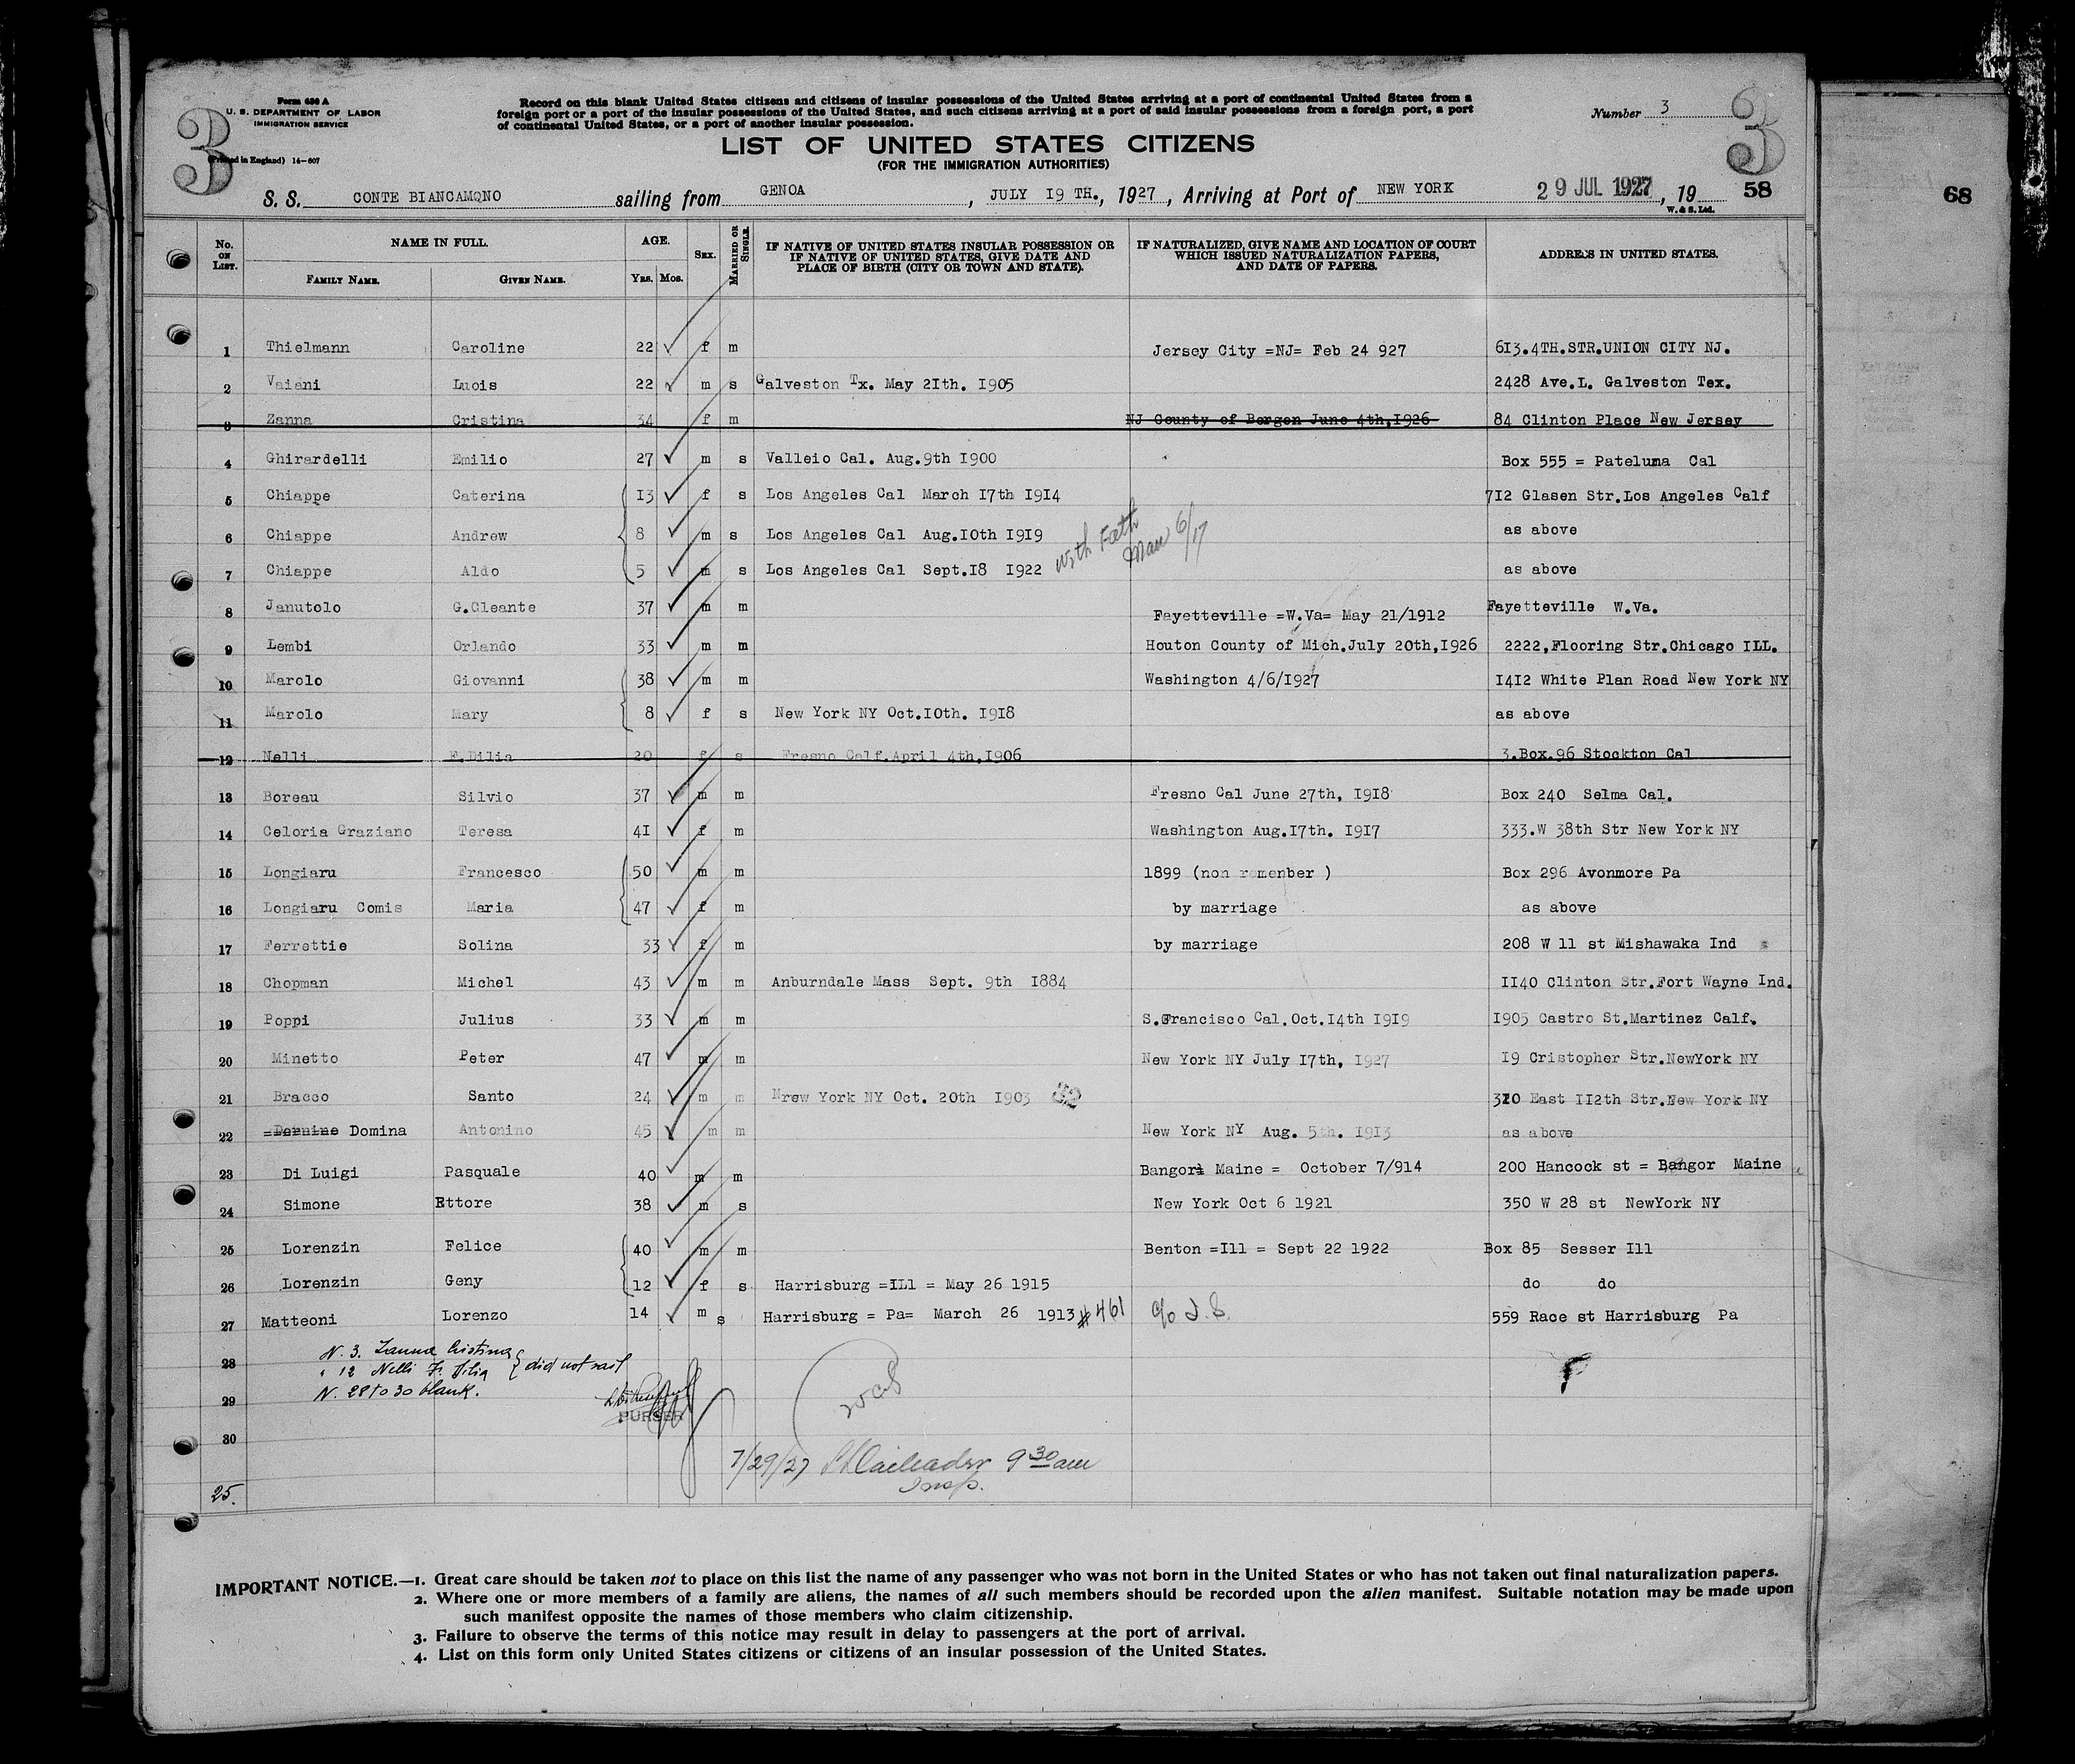 Form 630 A
U. S. DEPARTMENT OF LABOR
IMMIGRATION SERVICE
3
(Printed in England) 14-607
Record on this blank United States citizens and citizens of insular possessions of the United States arriving at a port of continental United States from a
foreign port or a port of the insular possessions of the United States, and such citizens arriving at a port of said insular possessions from a foreign port, a port
of continental United States, or a port of another insular possession.
Number 3
3
LIST OF UNITED STATES CITIZENS
(FOR THE IMMIGRATION AUTHORITIES)
S. S. CONTE BIANCAMONO sailing from GENOA, JULY 19 TH., 1927, Arriving at Port of NEW YORK 29 JUL 1927, 19 58
W. & S. Ltd.
68
No. ON LIST. NAME IN FULL. AGE. SEX. MARRIED OR SINGLE. IF NATIVE OF UNITED STATES INSULAR POSSESSION OR IF NATIVE OF UNITED STATES, GIVE DATE AND PLACE OF BIRTH (CITY OR TOWN AND STATE). IF NATURALIZED, GIVE NAME AND LOCATION OF COURT WHICH ISSUED NATURALIZATION PAPERS, AND DATE OF PAPERS. ADDRESS IN UNITED STATES.
FAMILY NAME. GIVEN NAME. YRS. MOS.
1 Thielmann Caroline 22 f m Jersey City =NJ= Feb 24 927 613.4TH.STR.UNION CITY NJ.
2 Vaiani Luois 22 m s Galveston Tx. May 21th. 1905 2428 Ave.L. Galveston Tex.
3 Zanna Cristina 34 f m NJ County of Bergen June 4th,1926 84 Clinton Place New Jersey
4 Ghirardelli Emilio 27 m s Valleio Cal. Aug.9th 1900 Box 555 = Pateluma Cal
5 Chiappe Caterina 13 f s Los Angeles Cal March 17th 1914 712 Glasen Str.Los Angeles Calf
6 Chiappe Andrew 8 m s Los Angeles Cal Aug.10th 1919 as above
With Fath Man 6/17
7 Chiappe Aldo 5 m s Los Angeles Cal Sept.18 1922 as above
8 Janutolo G.Cleante 37 m m Fayetteville =W.Va= May 21/1912 Fayetteville W.Va.
9 Lembi Orlando 33 m m Houton County of Mich.July 20th,1926 2222,Flooring Str.Chicago ILL.
10 Marolo Giovanni 38 m m Washington 4/6/1927 1412 White Plan Road New York NY
11 Marolo Mary 8 f s New York NY Oct.10th. 1918 as above
12 Nelli F.Dilia 20 f s Fresno Calf.April 4th,1906 3.Box.96 Stockton Cal
13 Boreau Silvio 37 m m Fresno Cal June 27th, 1918 Box 240 Selma Cal.
14 Celoria Graziano Teresa 41 f m Washington Aug.17th. 1917 333.W 38th Str New York NY
15 Longiaru Francesco 50 m m 1899 (non remenber ) Box 296 Avonmore Pa
16 Longiaru Comis Maria 47 f m by marriage as above
17 Ferrettie Solina 33 f m by marriage 208 W 11 st Mishawaka Ind
18 Chopman Michel 43 m m Anburndale Mass Sept. 9th 1884 1140 Clinton Str.Fort Wayne Ind.
19 Poppi Julius 33 m m S.Francisco Cal.Oct.14th 1919 1905 Castro St.Martinez Calf.
20 Minetto Peter 47 m m New York NY July 17th, 1927 19 Cristopher Str.NewYork NY
21 Bracco Santo 24 m m Nrew York NY Oct. 20th 1903 32 320 East 112th Str.New York NY
22 Domina Antonino 45 m m New York NY Aug. 5th. 1913 as above
23 Di Luigi Pasquale 40 m m Bangor Maine = October 7/914 200 Hancock st = Bangor Maine
24 Simone Ettore 38 m s New York Oct 6 1921 350 W 28 st NewYork NY
25 Lorenzin Felice 40 m m Benton =Ill = Sept 22 1922 Box 85 Sesser Ill
26 Lorenzin Geny 12 f s Harrisburg =ILl = May 26 1915 do do
27 Matteoni Lorenzo 14 m s Harrisburg = Pa= March 26 1913 #461 559 Race st Harrisburg Pa
28 N. 3. Zanna Cristina
" 12 Nelli F. Dilia } did not sail
29 N. 28 to 30 blank.
PURSER
30
7/29/27 9 30 am
Insp.
25.
IMPORTANT NOTICE.—1. Great care should be taken not to place on this list the name of any passenger who was not born in the United States or who has not taken out final naturalization papers.
2. Where one or more members of a family are aliens, the names of all such members should be recorded upon the alien manifest. Suitable notation may be made upon
such manifest opposite the names of those members who claim citizenship.
3. Failure to observe the terms of this notice may result in delay to passengers at the port of arrival.
4. List on this form only United States citizens or citizens of an insular possession of the United States.